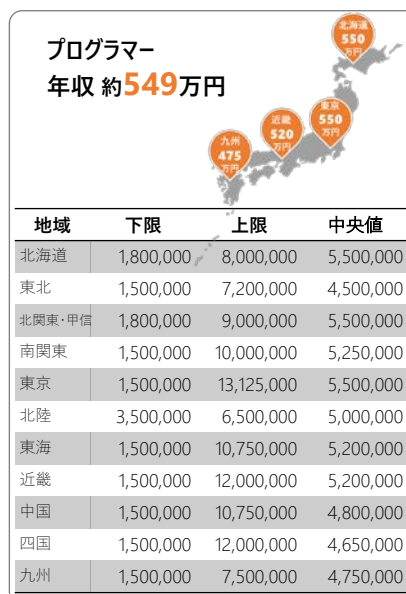 プログラマー
年収 約549万円
北海道
550
万円
東京
550
万円
近畿
520
万円
九州
475
万円
地域 下限 上限 中央値
北海道 1,800,000 8,000,000 5,500,000
東北 1,500,000 7,200,000 4,500,000
北関東・甲信 1,800,000 9,000,000 5,500,000
南関東 1,500,000 10,000,000 5,250,000
東京 1,500,000 13,125,000 5,500,000
北陸 3,500,000 6,500,000 5,000,000
東海 1,500,000 10,750,000 5,200,000
近畿 1,500,000 12,000,000 5,200,000
中国 1,500,000 10,750,000 4,800,000
四国 1,500,000 12,000,000 4,650,000
九州 1,500,000 7,500,000 4,750,000